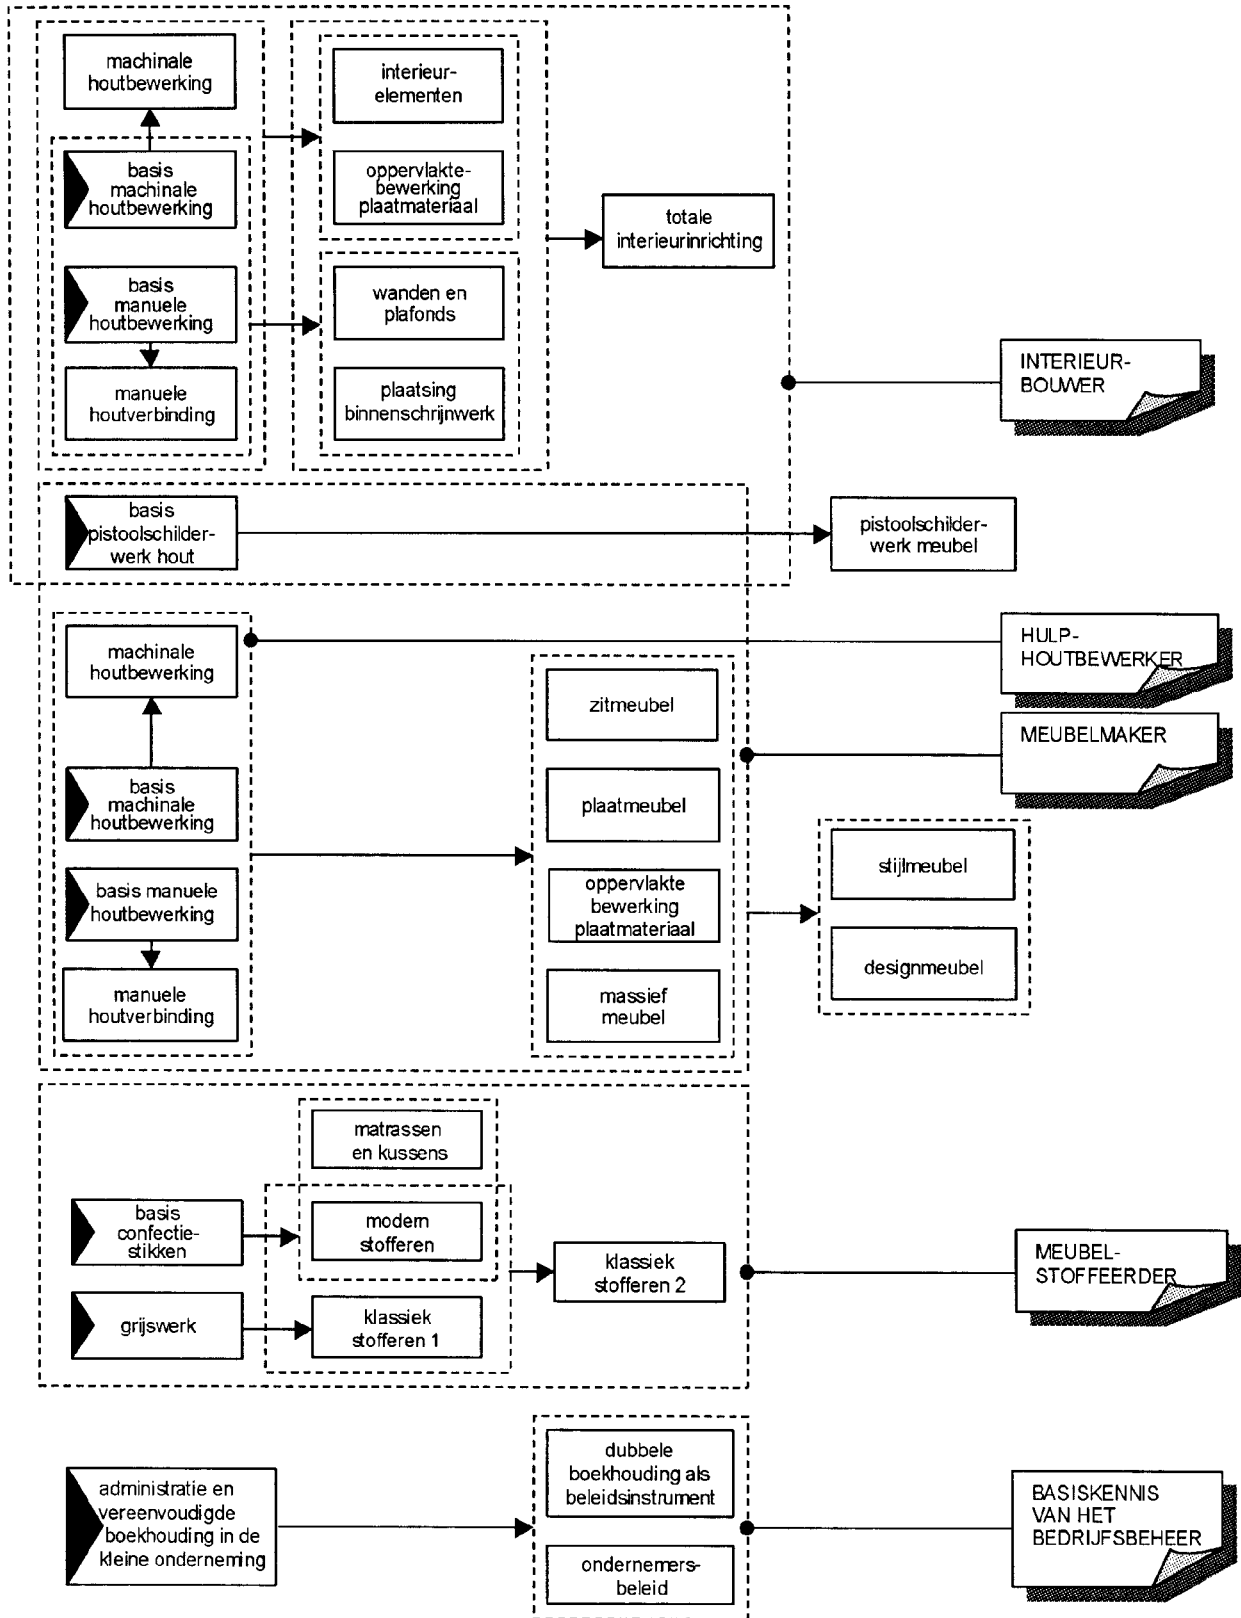 machinale
houtbewerking
basis
machinale
houtbewerking
basis
manuele
houtbewerking
manuele
houtverbinding
interieur-
elementen
oppervlakte-
bewerking
plaatmateriaal
wanden en
plafonds
plaatsing
binnenschrijnwerk
totale
interieurinrichting
INTERIEUR-
BOUWER
basis
pistoolschilder-
werk hout
pistoolschilder-
werk meubel
machinale
houtbewerking
basis
machinale
houtbewerking
basis manuele
houtbewerking
manuele
houtverbinding
zitmeubel
plaatmeubel
oppervlakte
bewerking
plaatmateriaal
massief
meubel
HULP-
HOUTBEWERKER
MEUBELMAKER
stijlmeubel
designmeubel
matrassen
en kussens
basis
confectie-
stikken
modern
stofferen
grijswerk
klassiek
stofferen 1
klassiek
stofferen 2
MEUBEL-
STOFFEERDER
administratie en
vereenvoudigde
boekhouding in de
kleine onderneming
dubbele
boekhouding als
beleidsinstrument
ondernemers-
beleid
BASISKENNIS
VAN HET
BEDRIJFSBEHEER